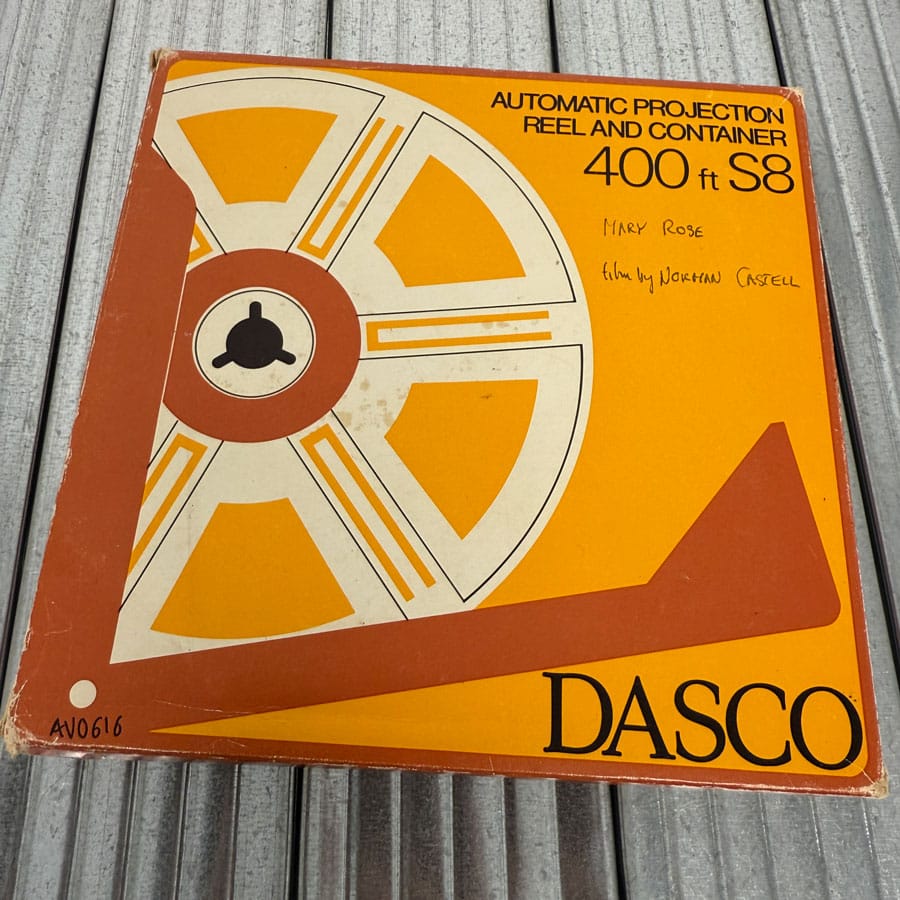 AUTOMATIC PROJECTION
REEL AND CONTAINER
400 ft S8
MARY ROSE
film by NORMAN CASTELL
DASCO
AV0616